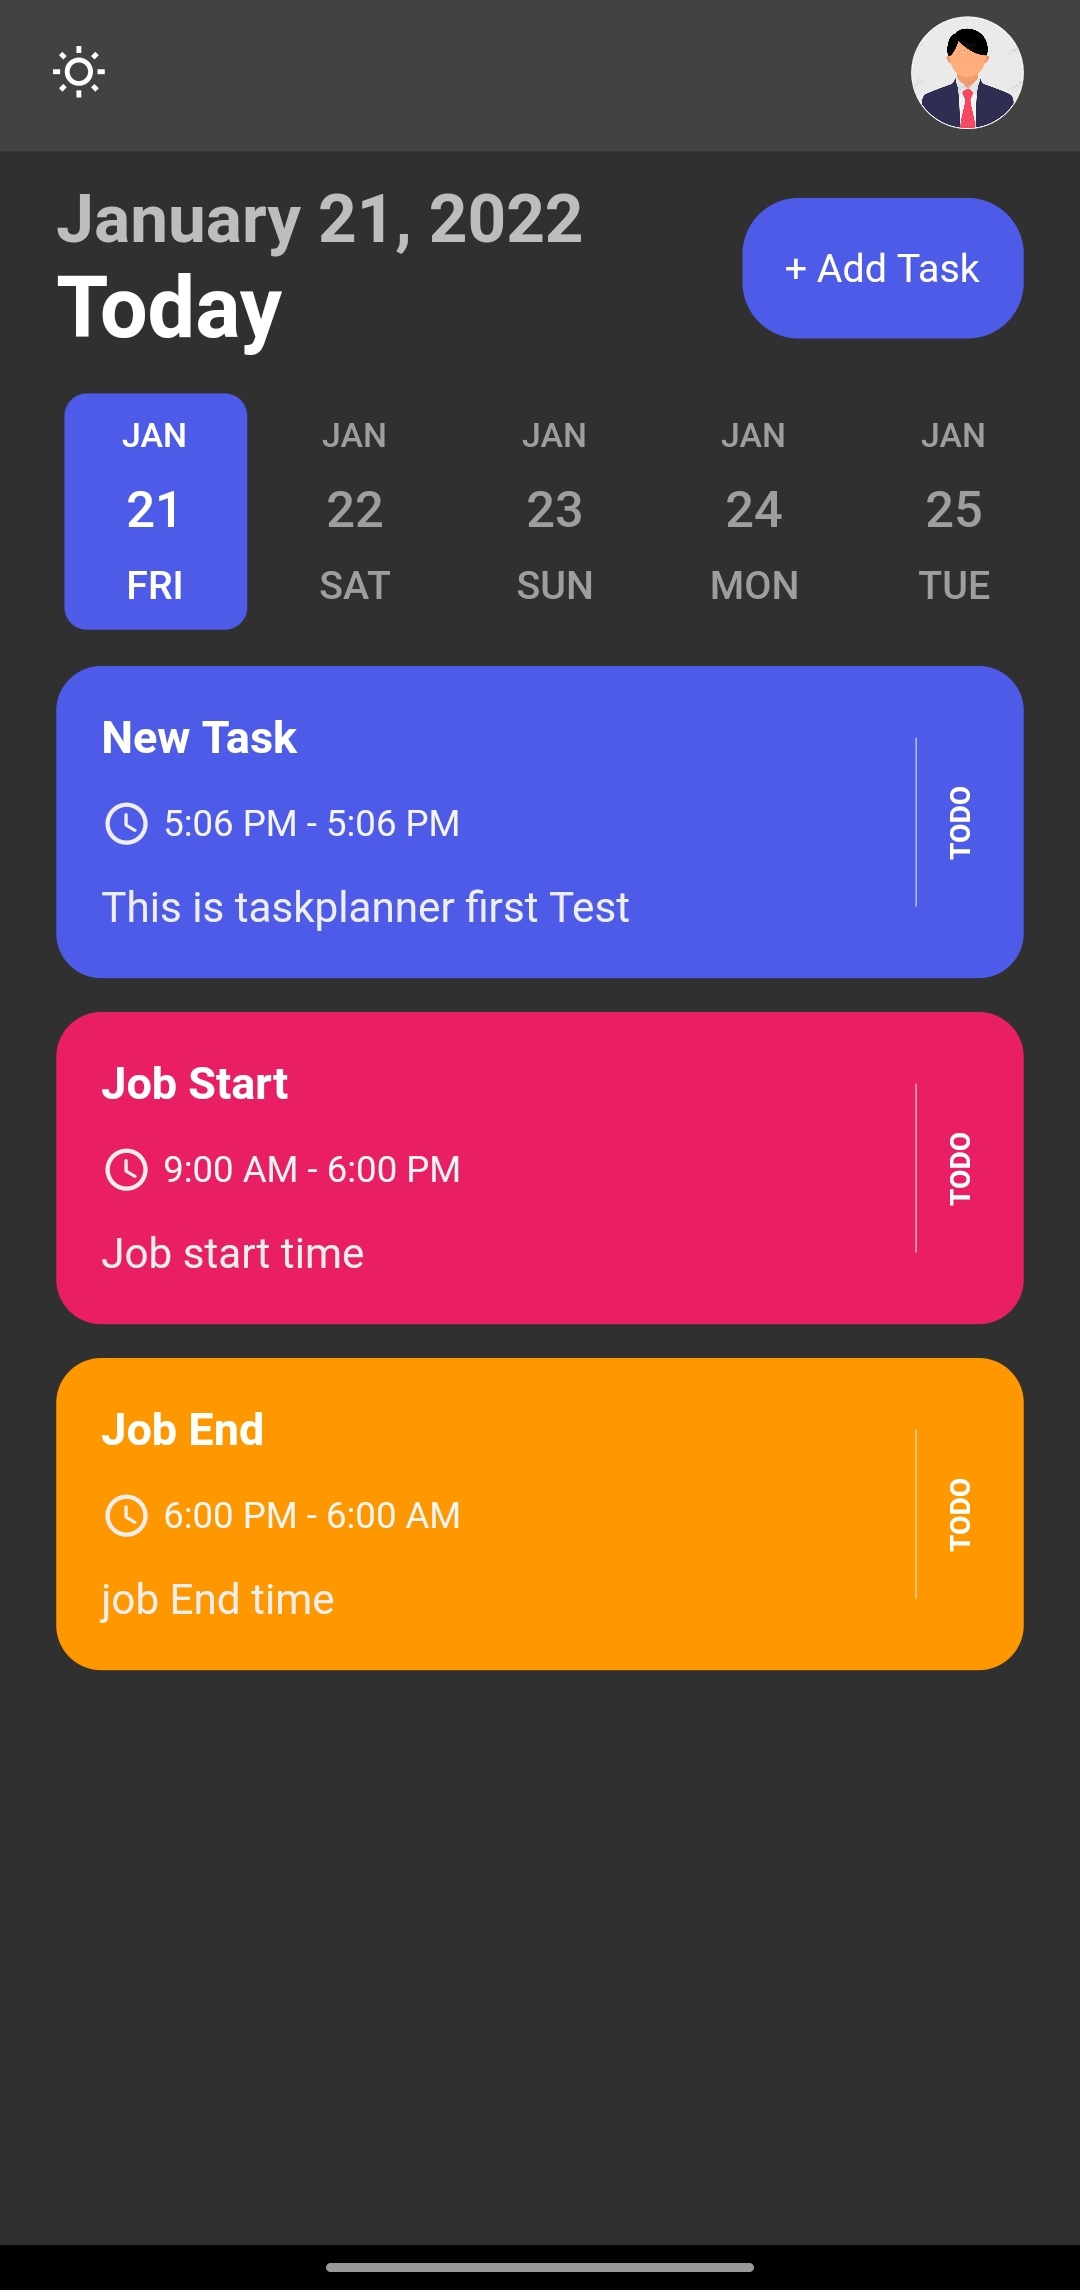 January 21, 2022
Today
+ Add Task
JAN JAN JAN JAN JAN
21 22 23 24 25
FRI SAT SUN MON TUE
New Task
5:06 PM - 5:06 PM
This is taskplanner first Test
TODO
Job Start
9:00 AM - 6:00 PM
Job start time
TODO
Job End
6:00 PM - 6:00 AM
job End time
TODO